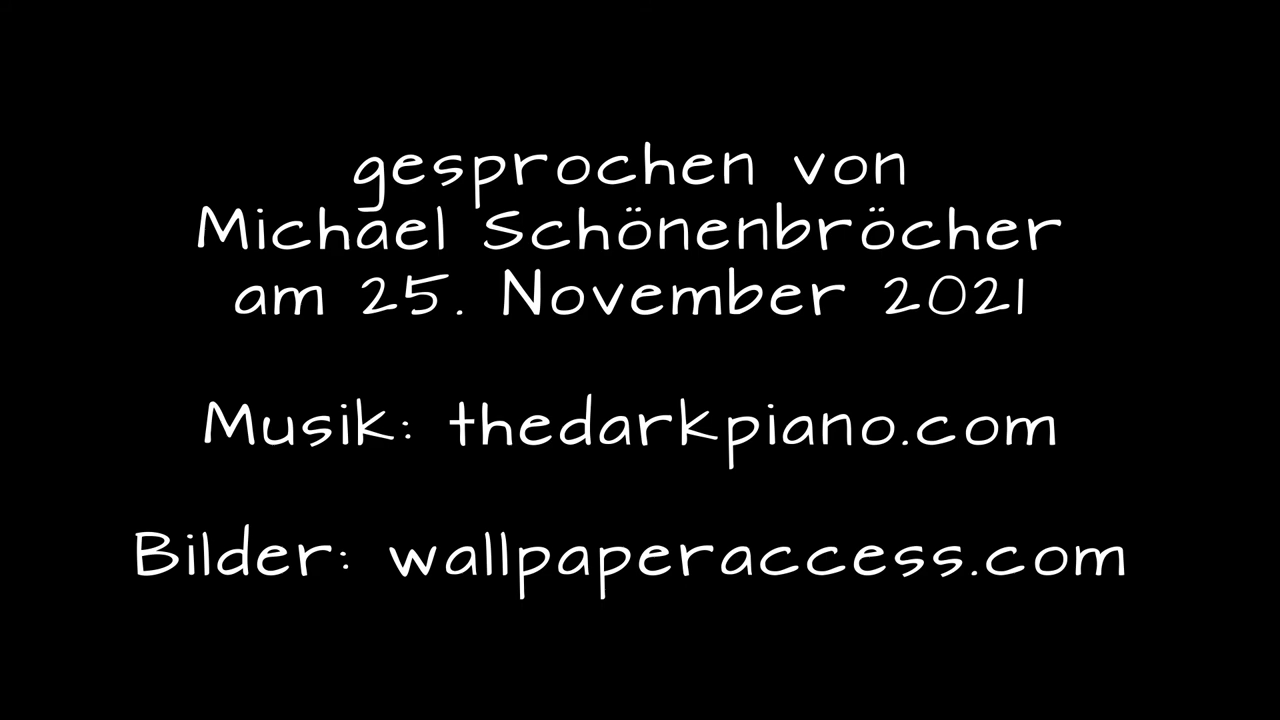 gesprochen von
Michael Schönenbröcher
am 25. November 2021
Musik: thedarkpiano.com
Bilder: wallpaperaccess.com